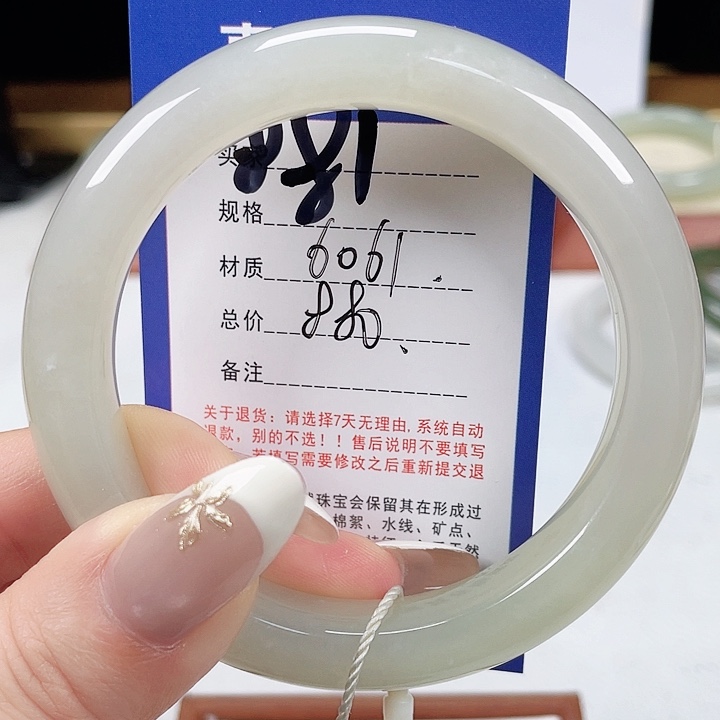 买
规格
材质 6061.
总价
备注
关于退货：请选择7天无理由, 系统自动
退款，别的不选！！售后说明不要填写
填写需要修改之后重新提交退
珠宝会保留其在形成过
棉絮、水线、矿点、